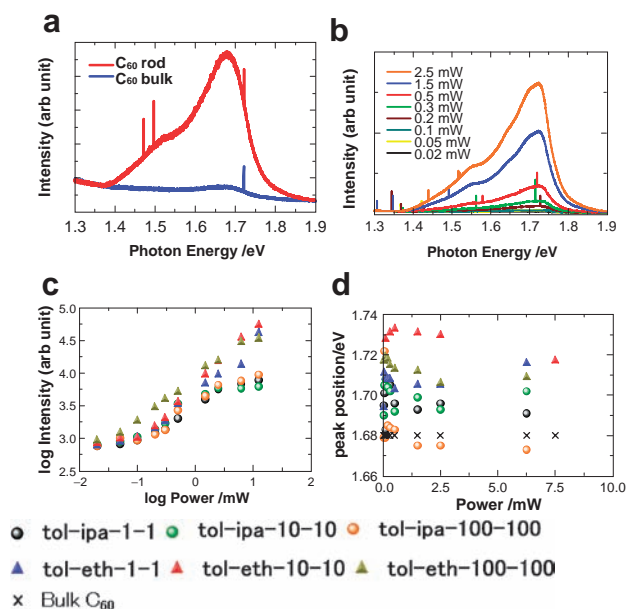 a
C60 rod
C60 bulk
Intensity (arb unit)
1.3 1.4 1.5 1.6 1.7 1.8 1.9
Photon Energy /eV
b
2.5 mW
1.5 mW
0.5 mW
0.3 mW
0.2 mW
0.1 mW
0.05 mW
0.02 mW
Intensity (arb unit)
1.3 1.4 1.5 1.6 1.7 1.8 1.9
Photon Energy /eV
c
log Intensity (arb unit)
5.0
4.5
4.0
3.5
3.0
2.5
-2 -1 0 1 2
log Power /mW
d
peak position/eV
1.74
1.72
1.70
1.68
1.66
0.0 2.5 5.0 7.5 10.0
Power /mW
tol-ipa-1-1 tol-ipa-10-10 tol-ipa-100-100
tol-eth-1-1 tol-eth-10-10 tol-eth-100-100
× Bulk C60